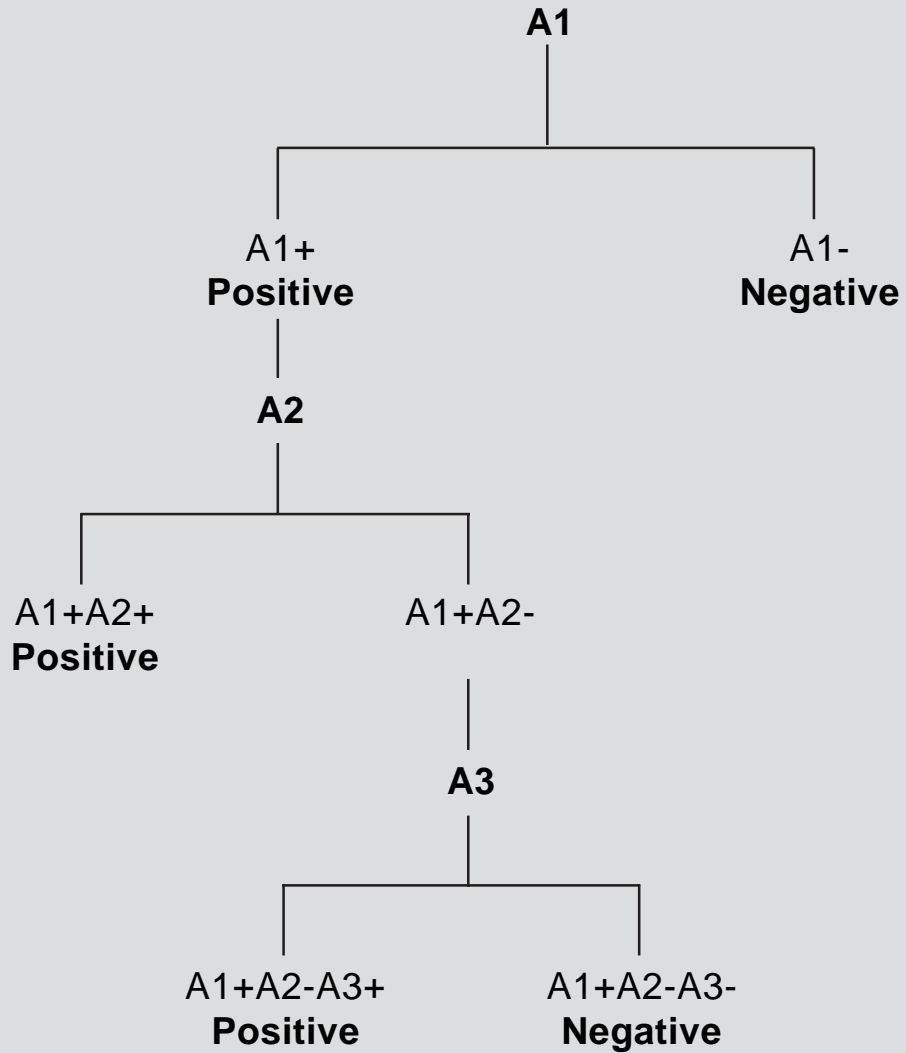 A1
A1+
Positive
A1-
Negative
A2
A1+A2+
Positive
A1+A2-
A3
A1+A2-A3+
Positive
A1+A2-A3-
Negative